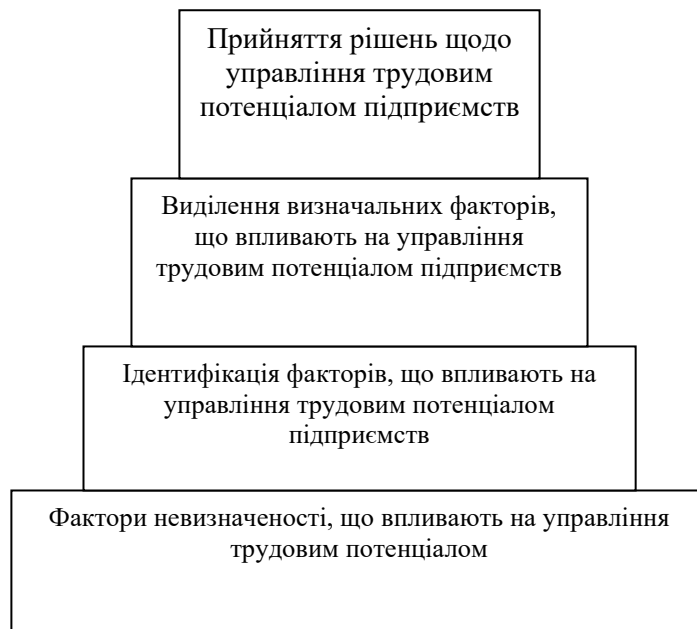 Прийняття рішень щодо
управління трудовим
потенціалом підприємств
Виділення визначальних факторів,
що впливають на управління
трудовим потенціалом підприємств
Ідентифікація факторів, що впливають на
управління трудовим потенціалом
підприємств
Фактори невизначеності, що впливають на управління
трудовим потенціалом